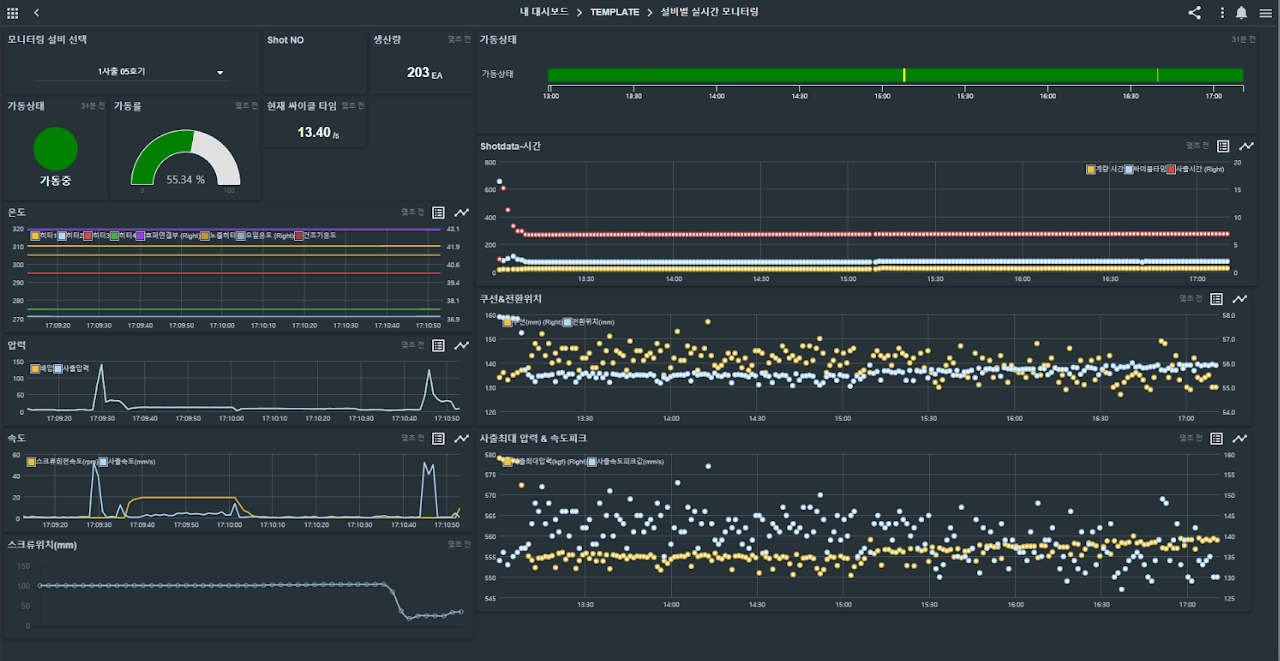 내 대시보드 > TEMPLATE > 설비별 실시간 모니터링
모니터링 설비 선택
1사출 05호기
Shot NO
생산량 몇초 전
203 EA
가동상태 31분 전
가동중
가동률 몇초 전
55.34 %
0 100
현재 싸이클 타임 몇초 전
13.40 /s
가동상태 31분 전
가동상태
13:00 13:30 14:00 14:30 15:00 15:30 16:00 16:30 17:00
Shotdata-시간 몇초 전
계량 시간 싸이클타임 사출시간 (Right)
800 600 400 200 0
20 15 10 5 0
13:30 14:00 14:30 15:00 15:30 16:00 16:30 17:00
온도 몇초 전
히터1 히터2 히터3 히터4 호퍼연결부 (Right) 노즐히터 오일온도 (Right) 건조기온도
320 310 300 290 280 270
43.1 41.9 40.6 39.4 38.1 36.9
17:09:20 17:09:30 17:09:40 17:09:50 17:10:00 17:10:10 17:10:20 17:10:30 17:10:40 17:10:50
압력 몇초 전
배압 사출압력
150 100 50 0
17:09:20 17:09:30 17:09:40 17:09:50 17:10:00 17:10:10 17:10:20 17:10:30 17:10:40 17:10:50
속도 몇초 전
스크류회전속도(rpm) 사출속도(mm/s)
60 40 20 0
17:09:20 17:09:30 17:09:40 17:09:50 17:10:00 17:10:10 17:10:20 17:10:30 17:10:40 17:10:50
스크류위치(mm) 몇초 전
150 100 50 0
쿠션&전환위치 몇초 전
쿠션(mm) (Right) 전환위치(mm)
160 150 140 130 120
58.0 57.0 56.0 55.0 54.0
13:30 14:00 14:30 15:00 15:30 16:00 16:30 17:00
사출최대 압력 & 속도피크 몇초 전
사출최대압력(kgf) (Right) 사출속도피크값(mm/s)
580 575 570 565 560 555 550 545
160 155 150 145 140 135 130 125
13:30 14:00 14:30 15:00 15:30 16:00 16:30 17:00